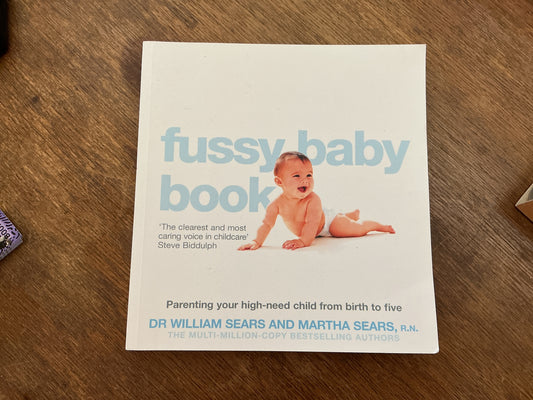 fussy baby
book
'The clearest and most
caring voice in childcare'
Steve Biddulph
Parenting your high-need child from birth to five
DR WILLIAM SEARS AND MARTHA SEARS, R.N.
THE MULTI-MILLION-COPY BESTSELLING AUTHORS